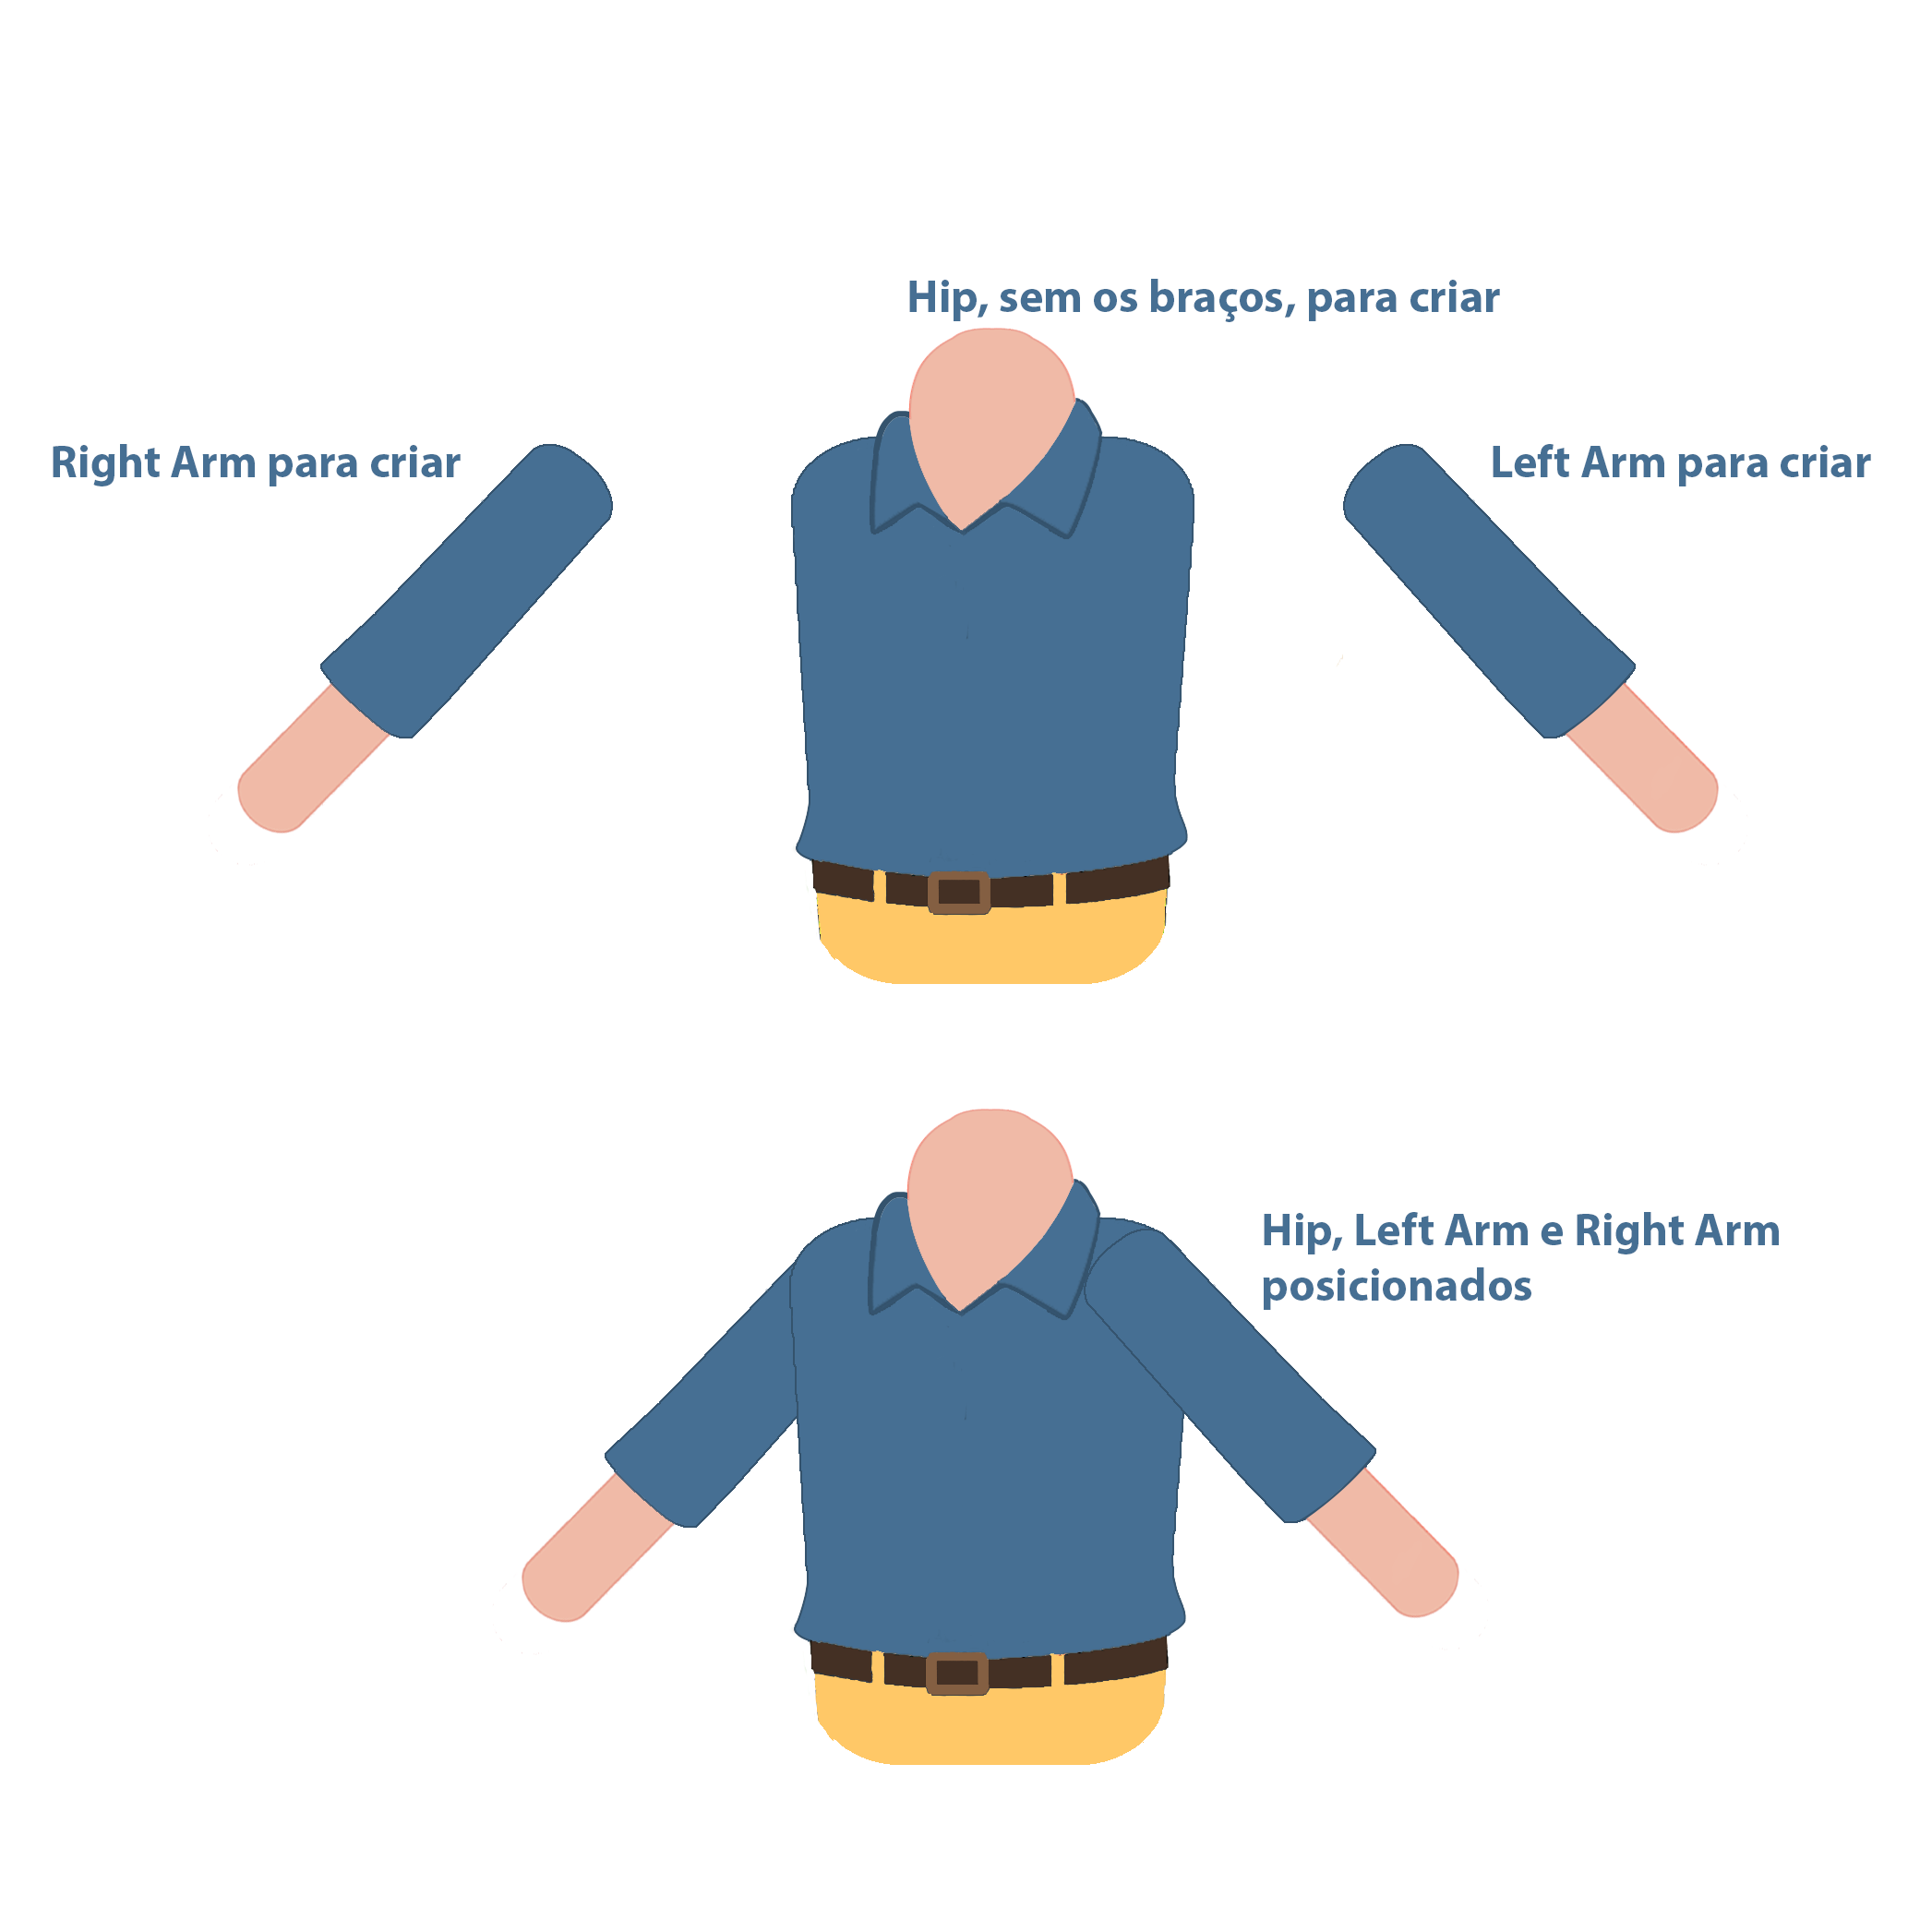 Hip, sem os braços, para criar
Right Arm para criar
Left Arm para criar
Hip, Left Arm e Right Arm
posicionados